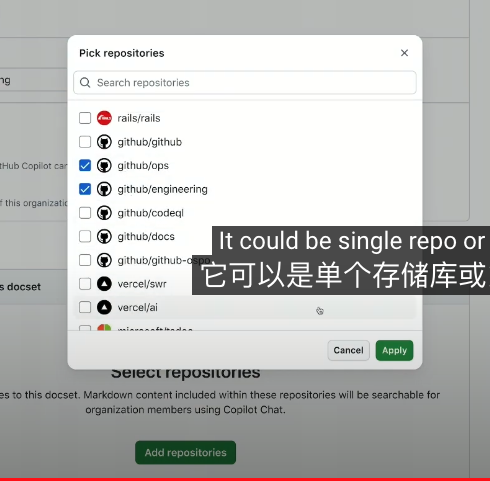 Pick repositories
ng
Search repositories
rails/rails
github/github
tHub Copilot can
github/ops
github/engineering
f this organizatio
github/codeql
github/docs
It could be single repo or
github/github-ospo
它可以是单个存储库或
s docset
vercel/swr
vercel/ai
Cancel
Apply
Select repositories
es to this docset. Markdown content included within these repositories will be searchable for
organization members using Copilot Chat.
Add repositories